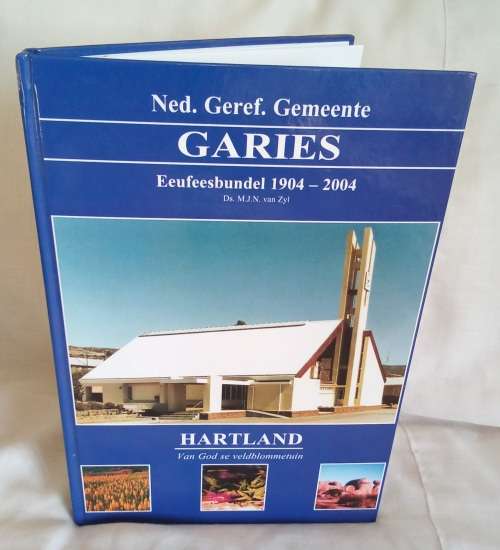 Ned. Geref. Gemeente
GARIES
Eeufeesbundel 1904 – 2004
Ds. M.J.N. van Zyl
HARTLAND
Van God se veldblommetuin